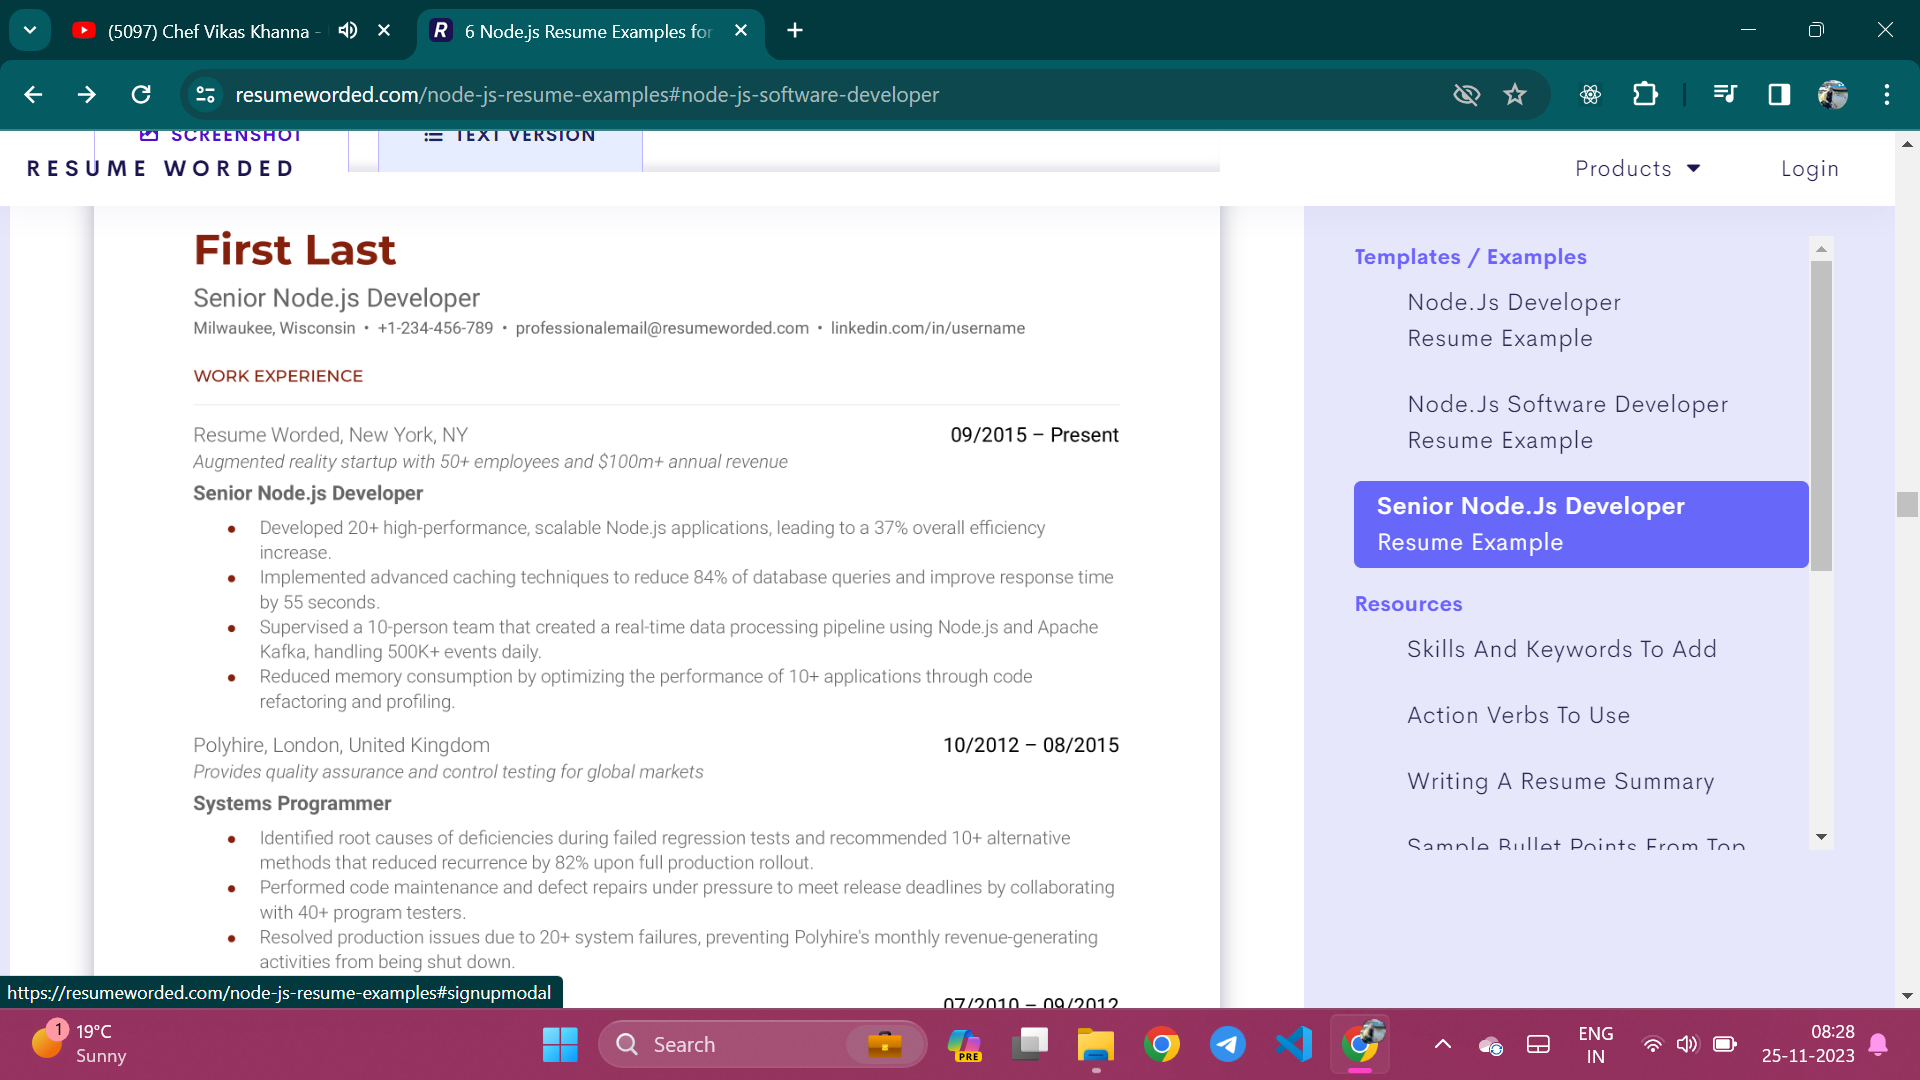 (5097) Chef Vikas Khanna -
6 Node.js Resume Examples for
resumeworded.com/node-js-resume-examples#node-js-software-developer
SCREENSHOT
TEXT VERSION
RESUME WORDED
Products
Login
First Last
Senior Node.js Developer
Milwaukee, Wisconsin • +1-234-456-789 • professionalemail@resumeworded.com • linkedin.com/in/username
WORK EXPERIENCE
Resume Worded, New York, NY 09/2015 – Present
Augmented reality startup with 50+ employees and $100m+ annual revenue
Senior Node.js Developer
• Developed 20+ high-performance, scalable Node.js applications, leading to a 37% overall efficiency
increase.
• Implemented advanced caching techniques to reduce 84% of database queries and improve response time
by 55 seconds.
• Supervised a 10-person team that created a real-time data processing pipeline using Node.js and Apache
Kafka, handling 500K+ events daily.
• Reduced memory consumption by optimizing the performance of 10+ applications through code
refactoring and profiling.
Polyhire, London, United Kingdom 10/2012 – 08/2015
Provides quality assurance and control testing for global markets
Systems Programmer
• Identified root causes of deficiencies during failed regression tests and recommended 10+ alternative
methods that reduced recurrence by 82% upon full production rollout.
• Performed code maintenance and defect repairs under pressure to meet release deadlines by collaborating
with 40+ program testers.
• Resolved production issues due to 20+ system failures, preventing Polyhire's monthly revenue-generating
activities from being shut down.
07/2010 – 09/2012
Templates / Examples
Node.Js Developer
Resume Example
Node.Js Software Developer
Resume Example
Senior Node.Js Developer
Resume Example
Resources
Skills And Keywords To Add
Action Verbs To Use
Writing A Resume Summary
Sample Bullet Points From Top
https://resumeworded.com/node-js-resume-examples#signupmodal
1
19°C
Sunny
Search
PRE
ENG
IN
08:28
25-11-2023